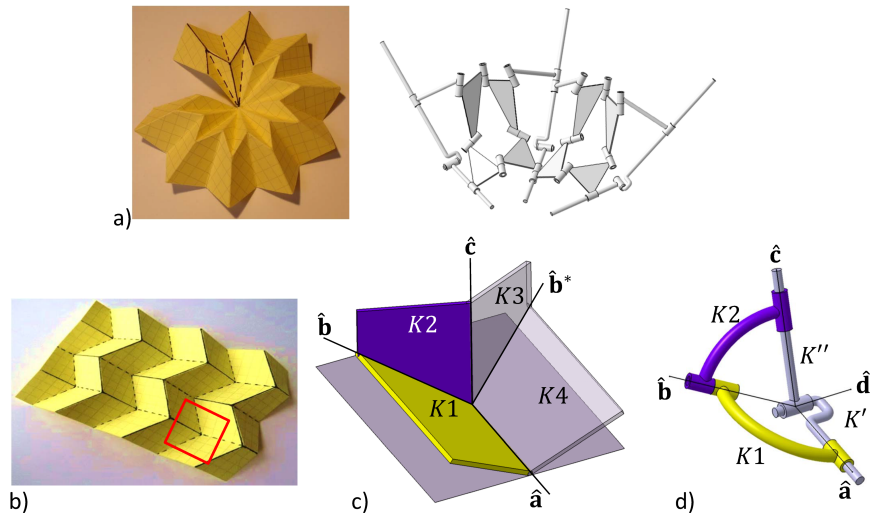 a)
b)
ĉ
b̂*
b̂
K3
K2
K1
K4
â
c)
ĉ
K2
K''
b̂
d̂
K'
K1
â
d)